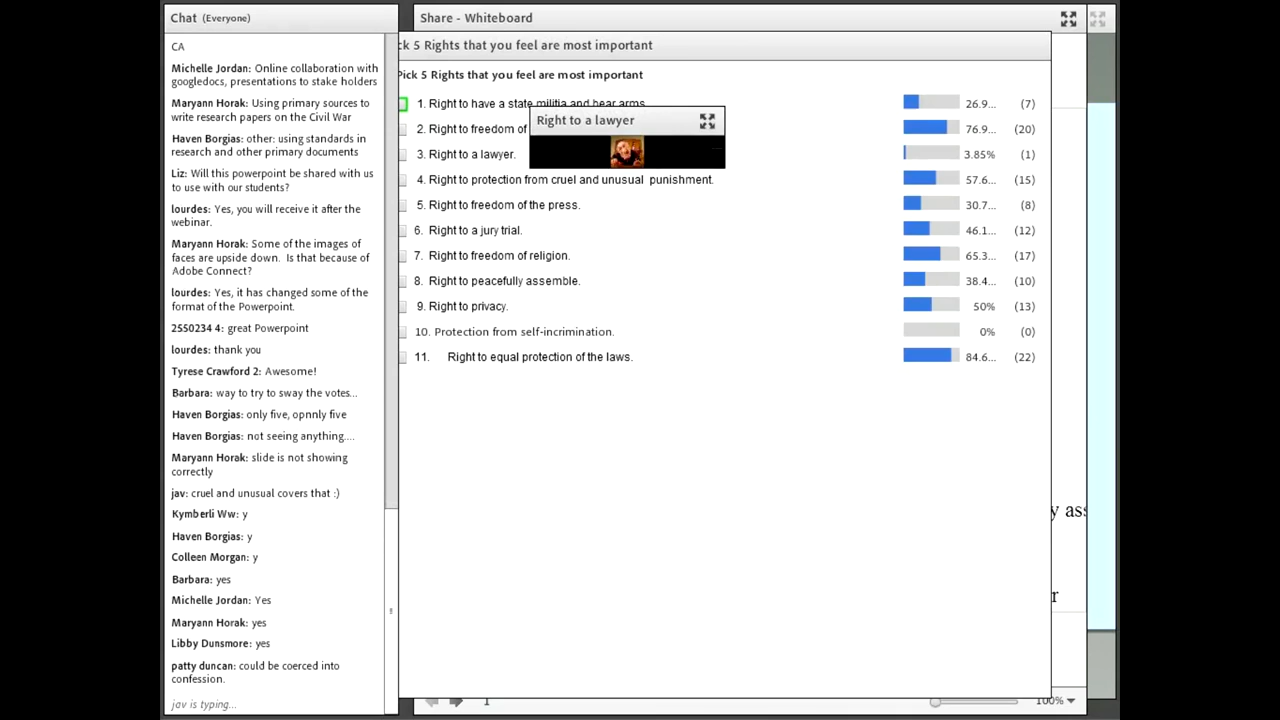 Chat (Everyone)
CA
Michelle Jordan: Online collaboration with
googledocs, presentations to stake holders
Maryann Horak: Using primary sources to
write research papers on the Civil War
Haven Borgias: other: using standards in
research and other primary documents
Liz: Will this powerpoint be shared with us
to use with our students?
lourdes: Yes, you will receive it after the
webinar.
Maryann Horak: Some of the images of
faces are upside down. Is that because of
Adobe Connect?
lourdes: Yes, it has changed some of the
format of the Powerpoint.
2550234 4: great Powerpoint
lourdes: thank you
Tyrese Crawford 2: Awesome!
Barbara: way to try to sway the votes...
Haven Borgias: only five, opnnly five
Haven Borgias: not seeing anything....
Maryann Horak: slide is not showing
correctly
jav: cruel and unusual covers that :)
Kymberli Ww: y
Haven Borgias: y
Colleen Morgan: y
Barbara: yes
Michelle Jordan: Yes
Maryann Horak: yes
Libby Dunsmore: yes
patty duncan: could be coerced into
confession.
jav is typing...
Share - Whiteboard
ck 5 Rights that you feel are most important
Pick 5 Rights that you feel are most important
1. Right to have a state militia and bear arms 26.9... (7)
Right to a lawyer
2. Right to freedom of 76.9... (20)
3. Right to a lawyer. 3.85% (1)
4. Right to protection from cruel and unusual punishment. 57.6... (15)
5. Right to freedom of the press. 30.7... (8)
6. Right to a jury trial. 46.1... (12)
7. Right to freedom of religion. 65.3... (17)
8. Right to peacefully assemble. 38.4... (10)
9. Right to privacy. 50% (13)
10. Protection from self-incrimination. 0% (0)
11. Right to equal protection of the laws. 84.6... (22)
y ass
r
1 100%